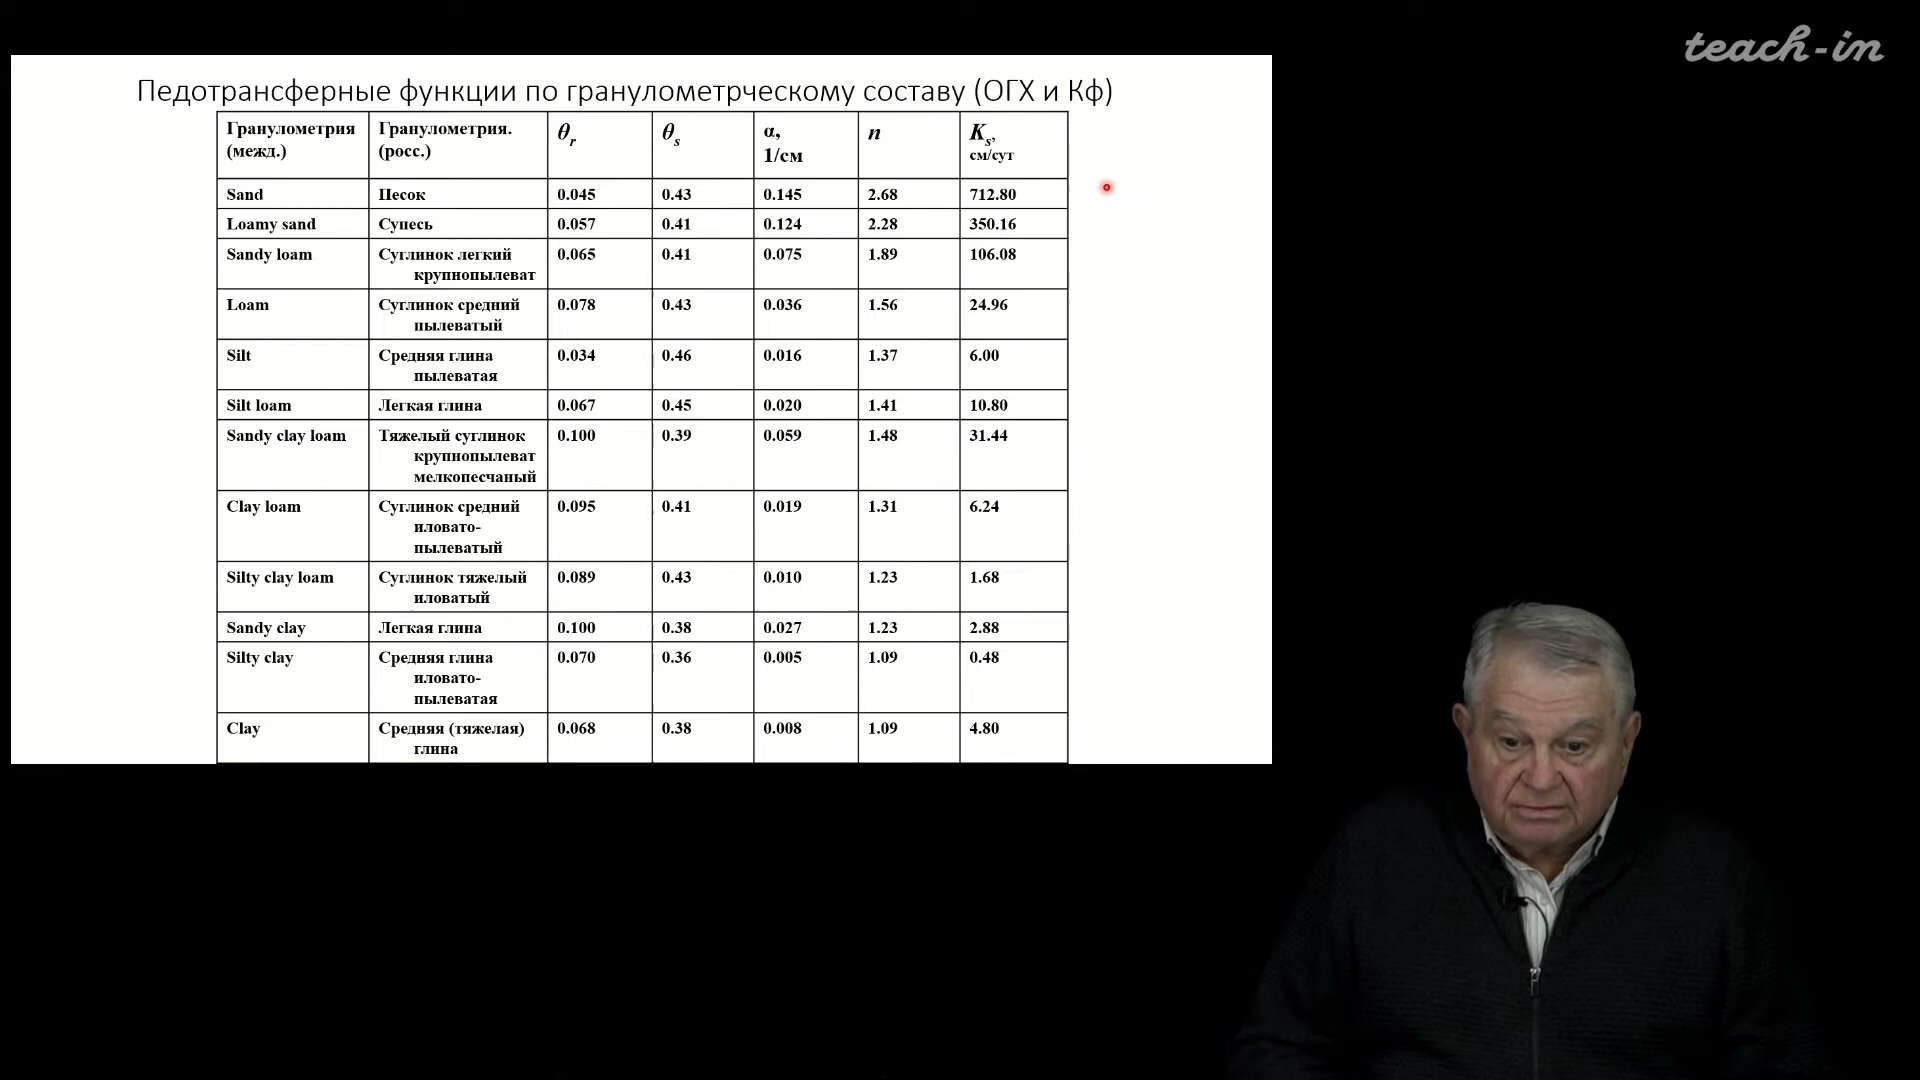 teach-in
Педотрансферные функции по гранулометрческому составу (ОГХ и Кф)
Гранулометрия (межд.) Гранулометрия. (росс.) θr θs α, 1/см n Ks, см/сут
Sand Песок 0.045 0.43 0.145 2.68 712.80
Loamy sand Супесь 0.057 0.41 0.124 2.28 350.16
Sandy loam Суглинок легкий крупнопылеват 0.065 0.41 0.075 1.89 106.08
Loam Суглинок средний пылеватый 0.078 0.43 0.036 1.56 24.96
Silt Средняя глина пылеватая 0.034 0.46 0.016 1.37 6.00
Silt loam Легкая глина 0.067 0.45 0.020 1.41 10.80
Sandy clay loam Тяжелый суглинок крупнопылеват мелкопесчаный 0.100 0.39 0.059 1.48 31.44
Clay loam Суглинок средний иловато-пылеватый 0.095 0.41 0.019 1.31 6.24
Silty clay loam Суглинок тяжелый иловатый 0.089 0.43 0.010 1.23 1.68
Sandy clay Легкая глина 0.100 0.38 0.027 1.23 2.88
Silty clay Средняя глина иловато-пылеватая 0.070 0.36 0.005 1.09 0.48
Clay Средняя (тяжелая) глина 0.068 0.38 0.008 1.09 4.80